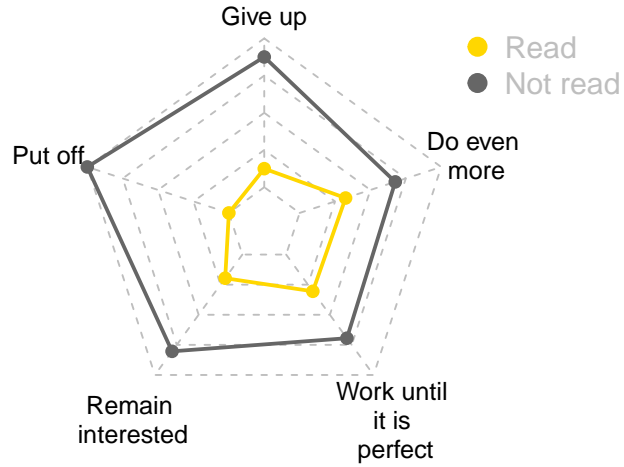 Give up
Read
Not read
Put off
Do even
more
Remain
interested
Work until
it is
perfect